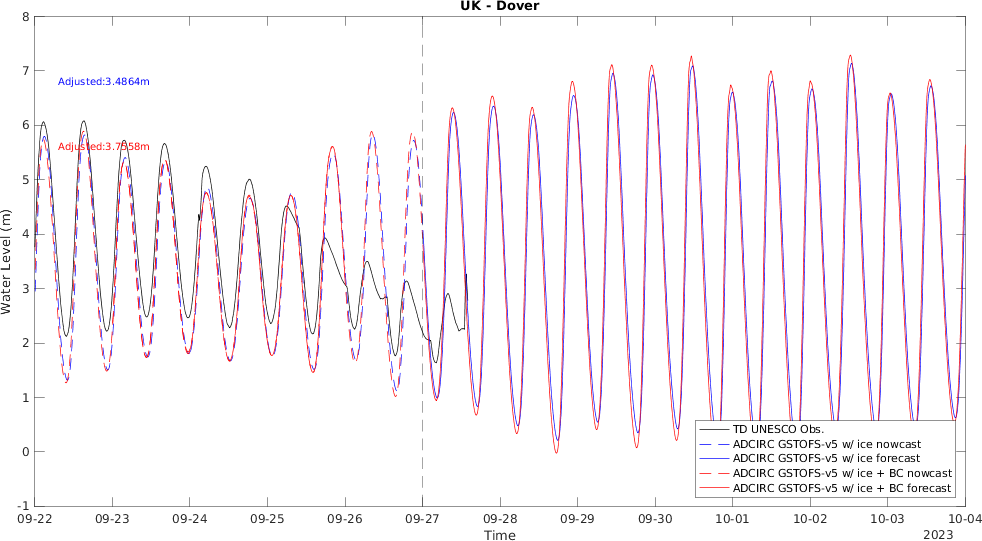 UK - Dover
8
7
6
5
4
3
2
1
0
-1
Water Level (m)
Adjusted:3.4864m
Adjusted:3.7558m
TD UNESCO Obs.
ADCIRC GSTOFS-v5 w/ ice nowcast
ADCIRC GSTOFS-v5 w/ ice forecast
ADCIRC GSTOFS-v5 w/ ice + BC nowcast
ADCIRC GSTOFS-v5 w/ ice + BC forecast
09-22 09-23 09-24 09-25 09-26 09-27 09-28 09-29 09-30 10-01 10-02 10-03 10-04
Time
2023